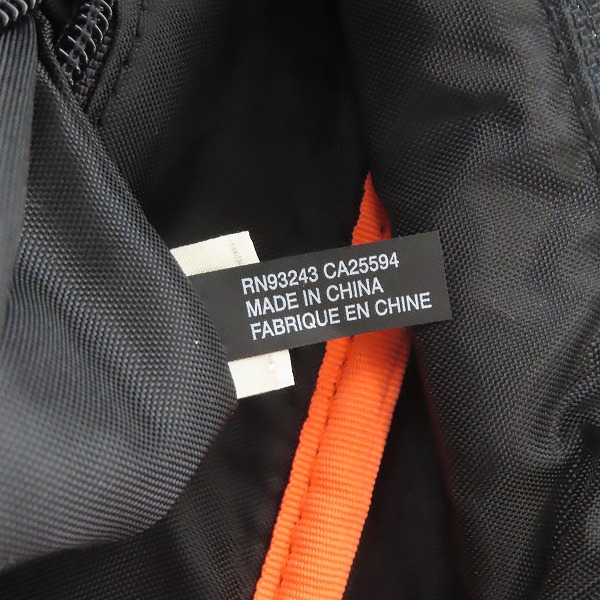 RN93243 CA25594
MADE IN CHINA
FABRIQUE EN CHINE